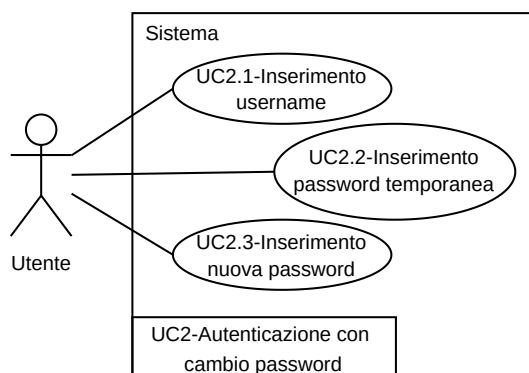 Sistema
UC2.1-Inserimento
username
UC2.2-Inserimento
password temporanea
UC2.3-Inserimento
nuova password
Utente
UC2-Autenticazione con
cambio password